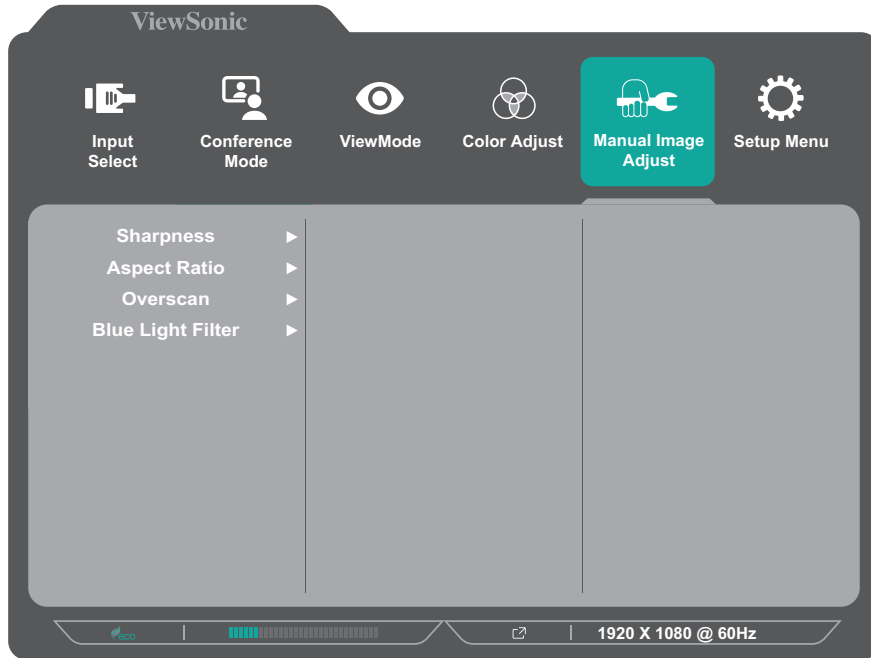 ViewSonic
Input Select
Conference Mode
ViewMode
Color Adjust
Manual Image Adjust
Setup Menu
Sharpness
Aspect Ratio
Overscan
Blue Light Filter
eco
1920 X 1080 @ 60Hz